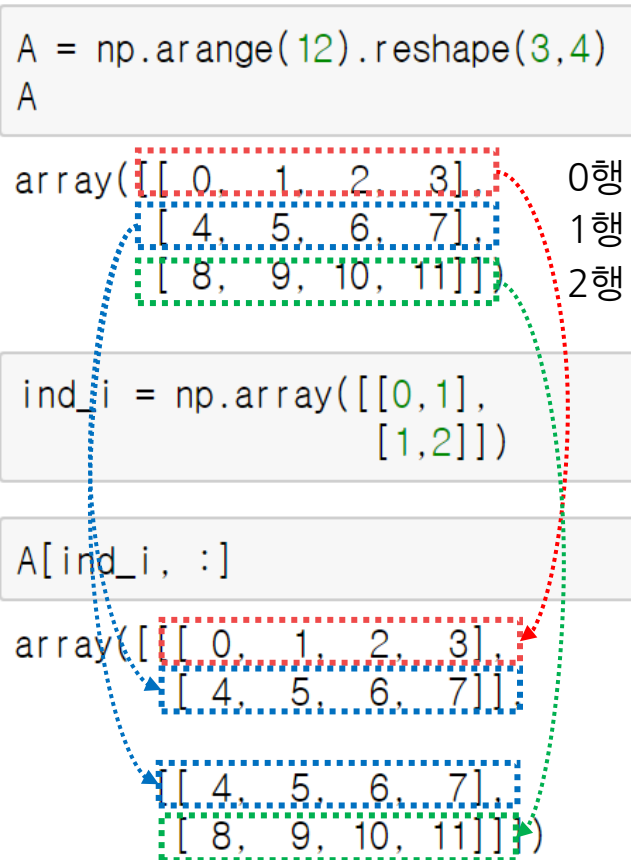 A = np.arange(12).reshape(3,4)
A
array([[ 0, 1, 2, 3], 0행
[ 4, 5, 6, 7], 1행
[ 8, 9, 10, 11]]) 2행
ind_i = np.array([[0,1],
[1,2]])
A[ind_i, :]
array([[[ 0, 1, 2, 3],
[ 4, 5, 6, 7]],
[[ 4, 5, 6, 7],
[ 8, 9, 10, 11]]])